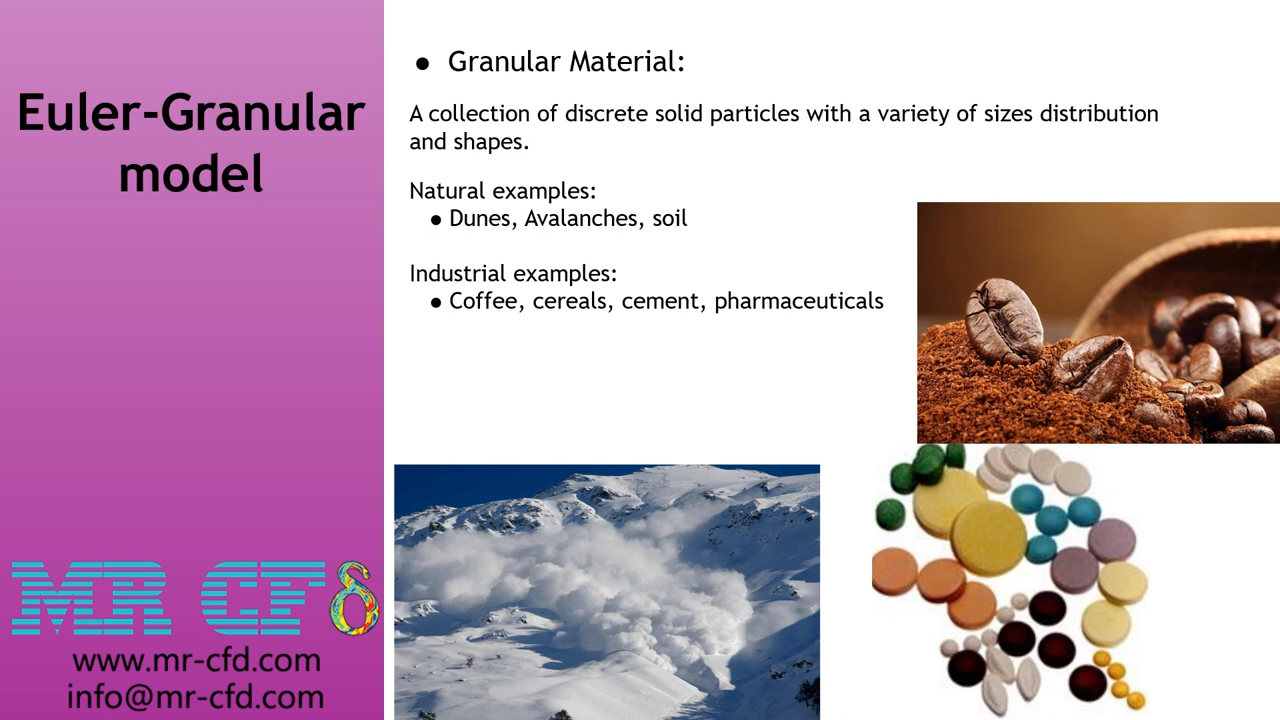 Euler-Granular
model
● Granular Material:
A collection of discrete solid particles with a variety of sizes distribution
and shapes.
Natural examples:
● Dunes, Avalanches, soil
Industrial examples:
● Coffee, cereals, cement, pharmaceuticals
MR CFδ
www.mr-cfd.com
info@mr-cfd.com